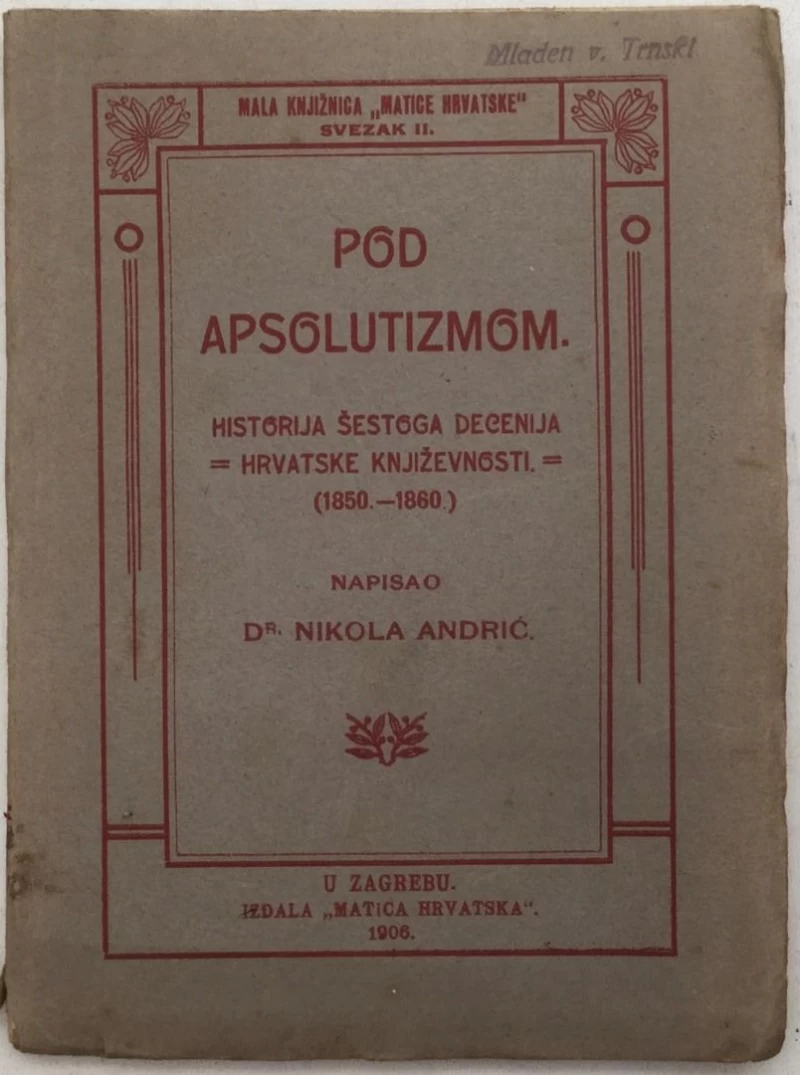 Mladen v. Trnski
MALA KNJIŽNICA „MATICE HRVATSKE“
SVEZAK II.
POD
APSOLUTIZMOM.
HISTORIJA ŠESTOGA DECENIJA
= HRVATSKE KNJIŽEVNOSTI. =
(1850.—1860.)
NAPISAO
DR. NIKOLA ANDRIĆ.
U ZAGREBU.
IZDALA „MATICA HRVATSKA“.
1906.